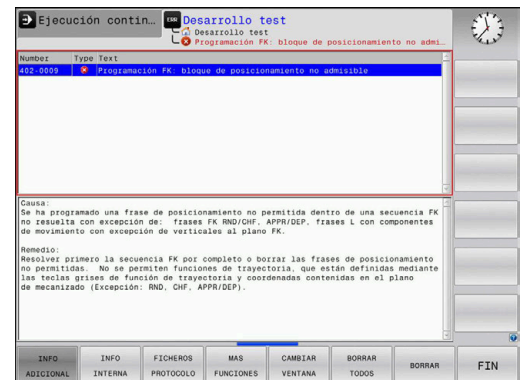 Ejecución contin…
ERR Desarrollo test
Desarrollo test
Programación FK: bloque de posicionamiento no admi…
Number Type Text
402-0009 Programación FK: bloque de posicionamiento no admisible
Causa:
Se ha programado una frase de posicionamiento no permitida dentro de una secuencia FK
no resuelta con excepción de: frases FK RND/CHF, APPR/DEP, frases L con componentes
de movimiento con excepción de verticales al plano FK.
Remedio:
Resolver primero la secuencia FK por completo o borrar las frases de posicionamiento
no permitidas. No se permiten funciones de trayectoria, que están definidas mediante
las teclas grises de función de trayectoria y coordenadas contenidas en el plano
de mecanizado (Excepción: RND, CHF, APPR/DEP).
INFO ADICIONAL
INFO INTERNA
FICHEROS PROTOCOLO
MAS FUNCIONES
CAMBIAR VENTANA
BORRAR TODOS
BORRAR
FIN